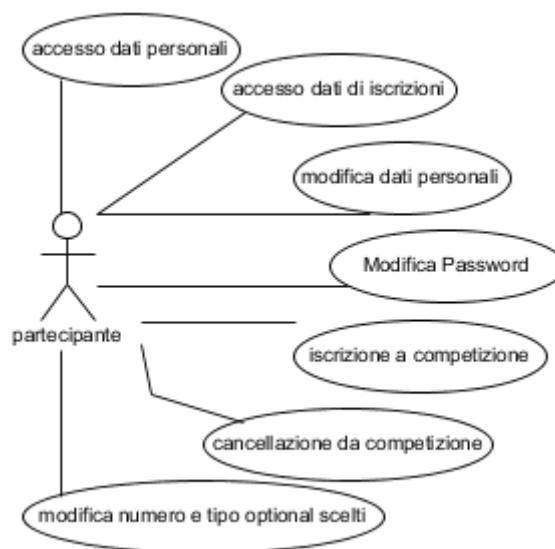 accesso dati personali
accesso dati di iscrizioni
modifica dati personali
Modifica Password
partecipante
iscrizione a competizione
cancellazione da competizione
modifica numero e tipo optional scelti